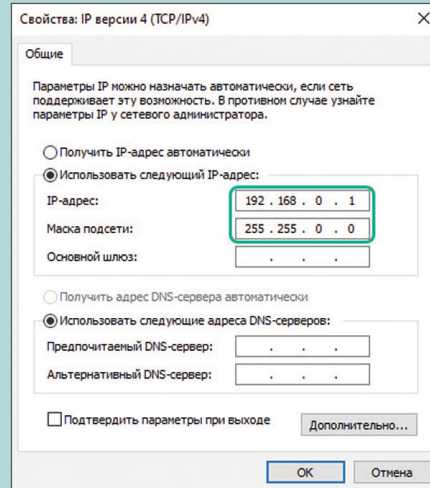 Свойства: IP версии 4 (TCP/IPv4)
Общие
Параметры IP можно назначать автоматически, если сеть
поддерживает эту возможность. В противном случае узнайте
параметры IP у сетевого администратора.
Получить IP-адрес автоматически
Использовать следующий IP-адрес:
IP-адрес: 192 . 168 . 0 . 1
Маска подсети: 255 . 255 . 0 . 0
Основной шлюз: . . .
Получить адрес DNS-сервера автоматически
Использовать следующие адреса DNS-серверов:
Предпочитаемый DNS-сервер: . . .
Альтернативный DNS-сервер: . . .
Подтвердить параметры при выходе
Дополнительно...
ОК Отмена